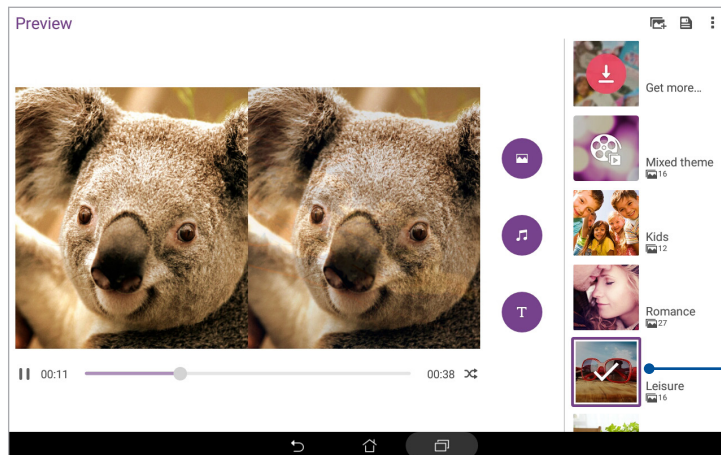 Preview
Get more...
Mixed theme
16
Kids
12
Romance
27
Leisure
16
T
00:11
00:38